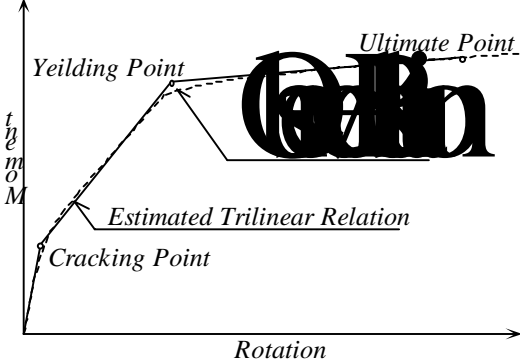 Ultimate Point
Yeilding Point
Moment
Estimated Trilinear Relation
Cracking Point
Rotation